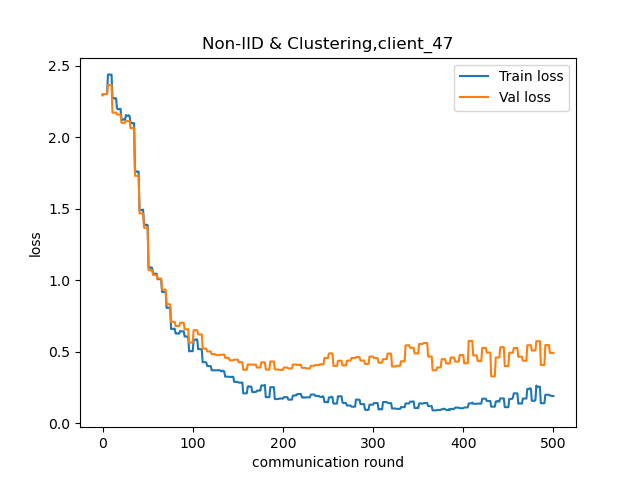 Non-IID & Clustering,client_47
Train loss
Val loss
2.5
2.0
1.5
1.0
0.5
0.0
loss
0
100
200
300
400
500
communication round